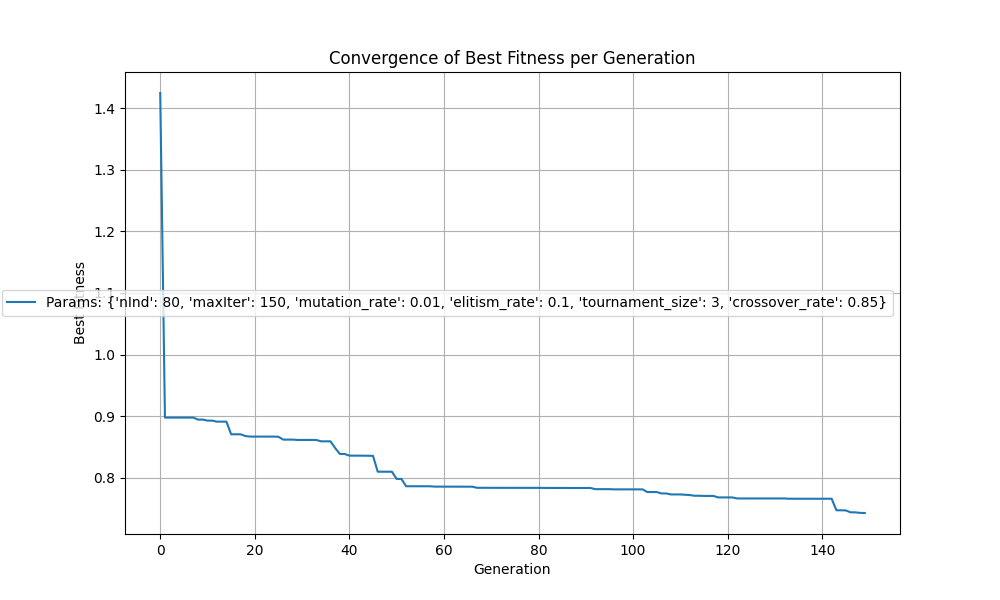 Convergence of Best Fitness per Generation
1.4
1.3
1.2
1.1
1.0
0.9
0.8
Best
Params: {'nInd': 80, 'maxIter': 150, 'mutation_rate': 0.01, 'elitism_rate': 0.1, 'tournament_size': 3, 'crossover_rate': 0.85}
0 20 40 60 80 100 120 140
Generation